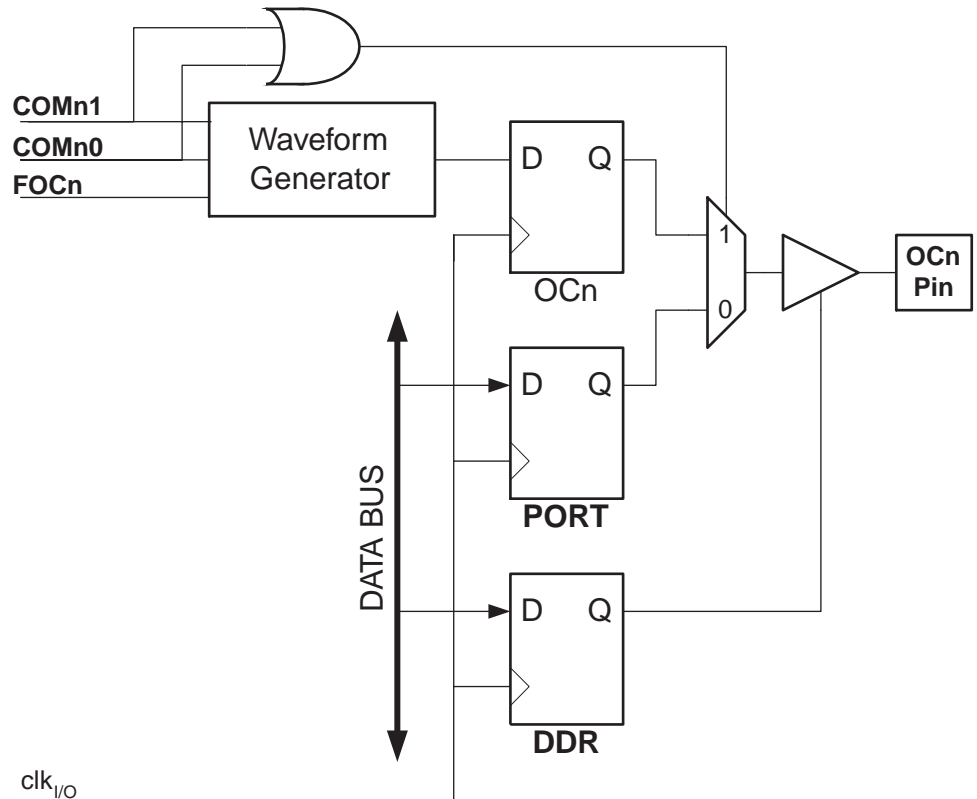 COMn1
COMn0
FOCn
Waveform
Generator
D Q
OCn
1
0
OCn
Pin
D Q
PORT
DATA BUS
D Q
DDR
clkI/O